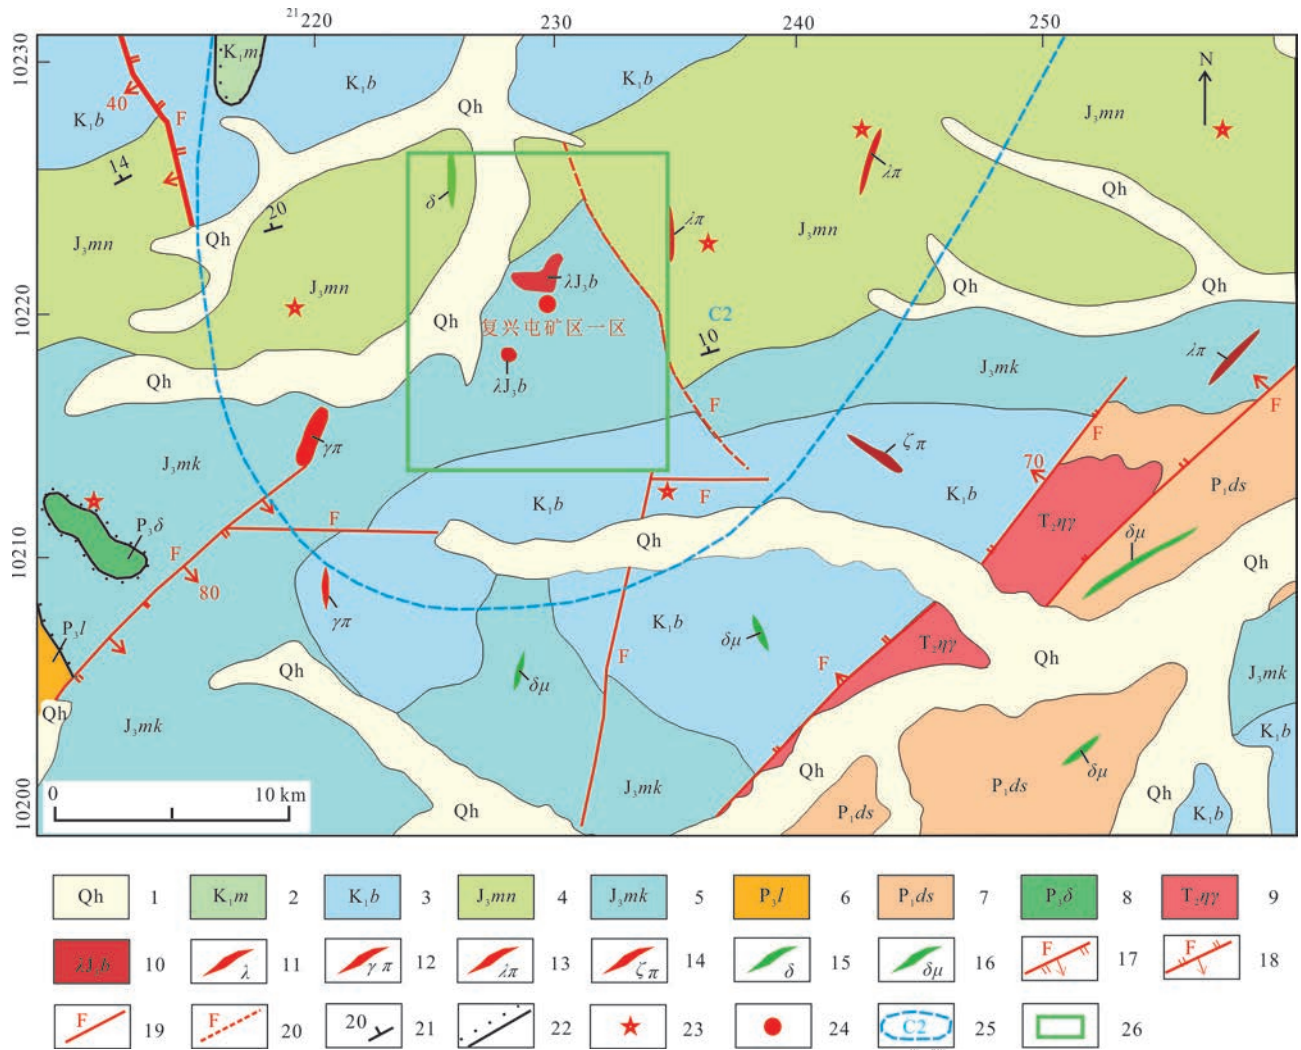 ²¹220 230 240 250
10230
10220
10210
10200
N
K₁m
K₁b
K₁b
K₁b
Qh
J₃mn
40
F
14
20
δ
λπ
λπ
Qh
J₃mn
Qh
J₃mn
J₃mn
λJ₃b
复兴屯矿区一区
C2
Qh
10
Qh
Qh
λJ₃b
J₃mk
λπ
F
F
F
γπ
J₃mk
ζπ
70
K₁b
P₁ds
P₃δ
F
K₁b
F
T₂ηγ
δμ
F
Qh
80
γπ
K₁b
δμ
P₃l
Qh
δμ
F
F
T₂ηγ
Qh
J₃mk
Qh
J₃mk
K₁b
Qh
δμ
0 10 km
Qh
J₃mk
P₁ds
P₁ds
Qh
K₁b
Qh 1 K₁m 2 K₁b 3 J₃mn 4 J₃mk 5 P₃l 6 P₁ds 7 P₃δ 8 T₂ηγ 9
λJ₃b 10 λ 11 γπ 12 λπ 13 ζπ 14 δ 15 δμ 16 F 17 F 18
F 19 F 20 20 21 22 23 24 C2 25 26